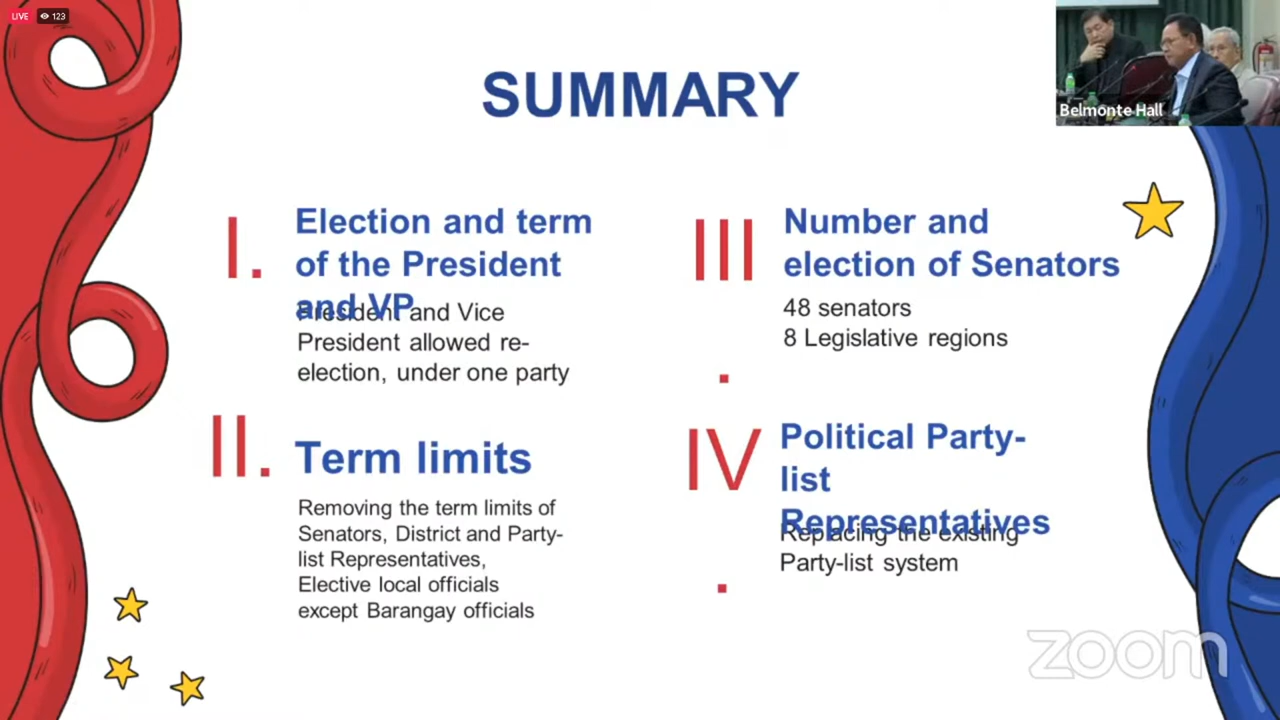 LIVE 123
Belmonte Hall
SUMMARY
I.
Election and term
of the President
and VP
President and Vice
President allowed re-
election, under one party
II.
Term limits
Removing the term limits of
Senators, District and Party-
list Representatives,
Elective local officials
except Barangay officials
III
.
Number and
election of Senators
48 senators
8 Legislative regions
IV
.
Political Party-
list
Representatives
Replacing the existing
Party-list system
zoom